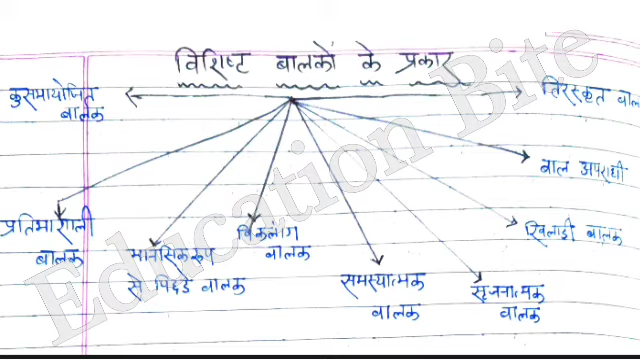 विशिष्ट बालकों के प्रकार
कुसमायोजित
बालक
तिरस्कृत बाल
बाल अपराधी
खिलाड़ी बालक
सृजनात्मक
बालक
समस्यात्मक
बालक
विकलांग
बालक
मानसिक रूप
से पिछड़े बालक
प्रतिभाशाली
बालक
Education Bite